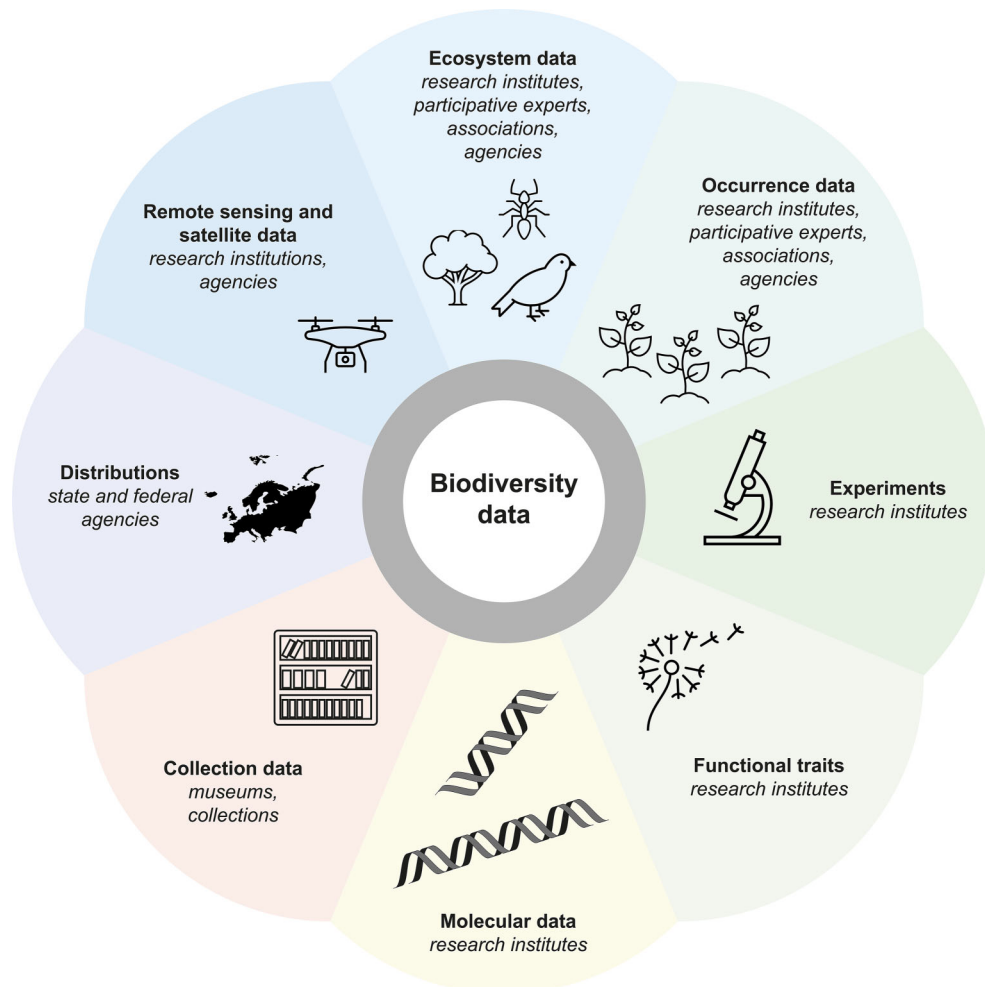 Ecosystem data
research institutes,
participative experts,
associations,
agencies
Occurrence data
research institutes,
participative experts,
associations,
agencies
Remote sensing and
satellite data
research institutions,
agencies
Distributions
state and federal
agencies
Biodiversity
data
Experiments
research institutes
Collection data
museums,
collections
Functional traits
research institutes
Molecular data
research institutes